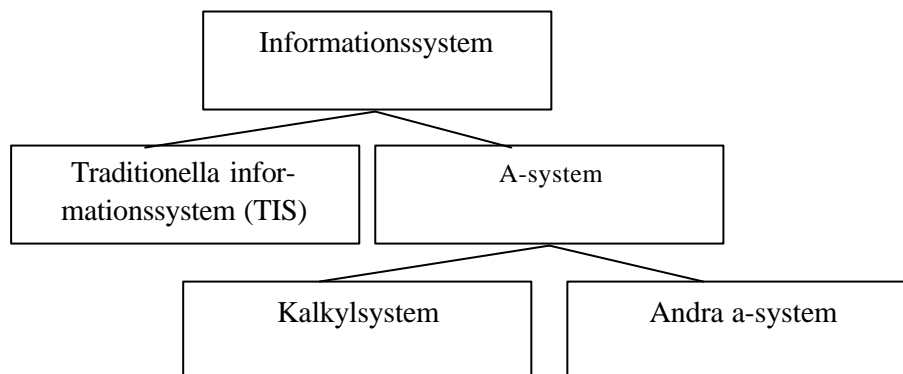 Informationssystem
Traditionella infor-
mationssystem (TIS)
A-system
Kalkylsystem
Andra a-system